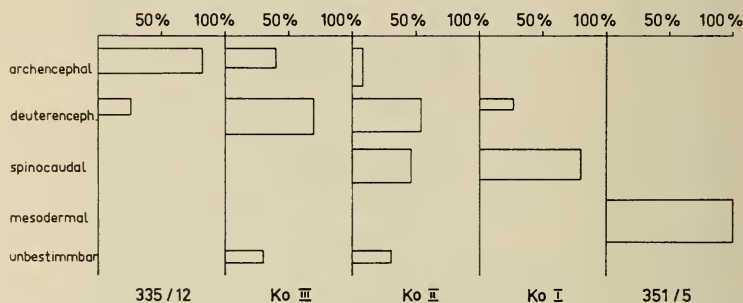 50% 100% 50% 100% 50% 100% 50% 100% 50% 100%
archencephal
deuterenceph.
spinocaudal
mesodermal
unbestimmbar
335/12 Ko III Ko II Ko I 351/5